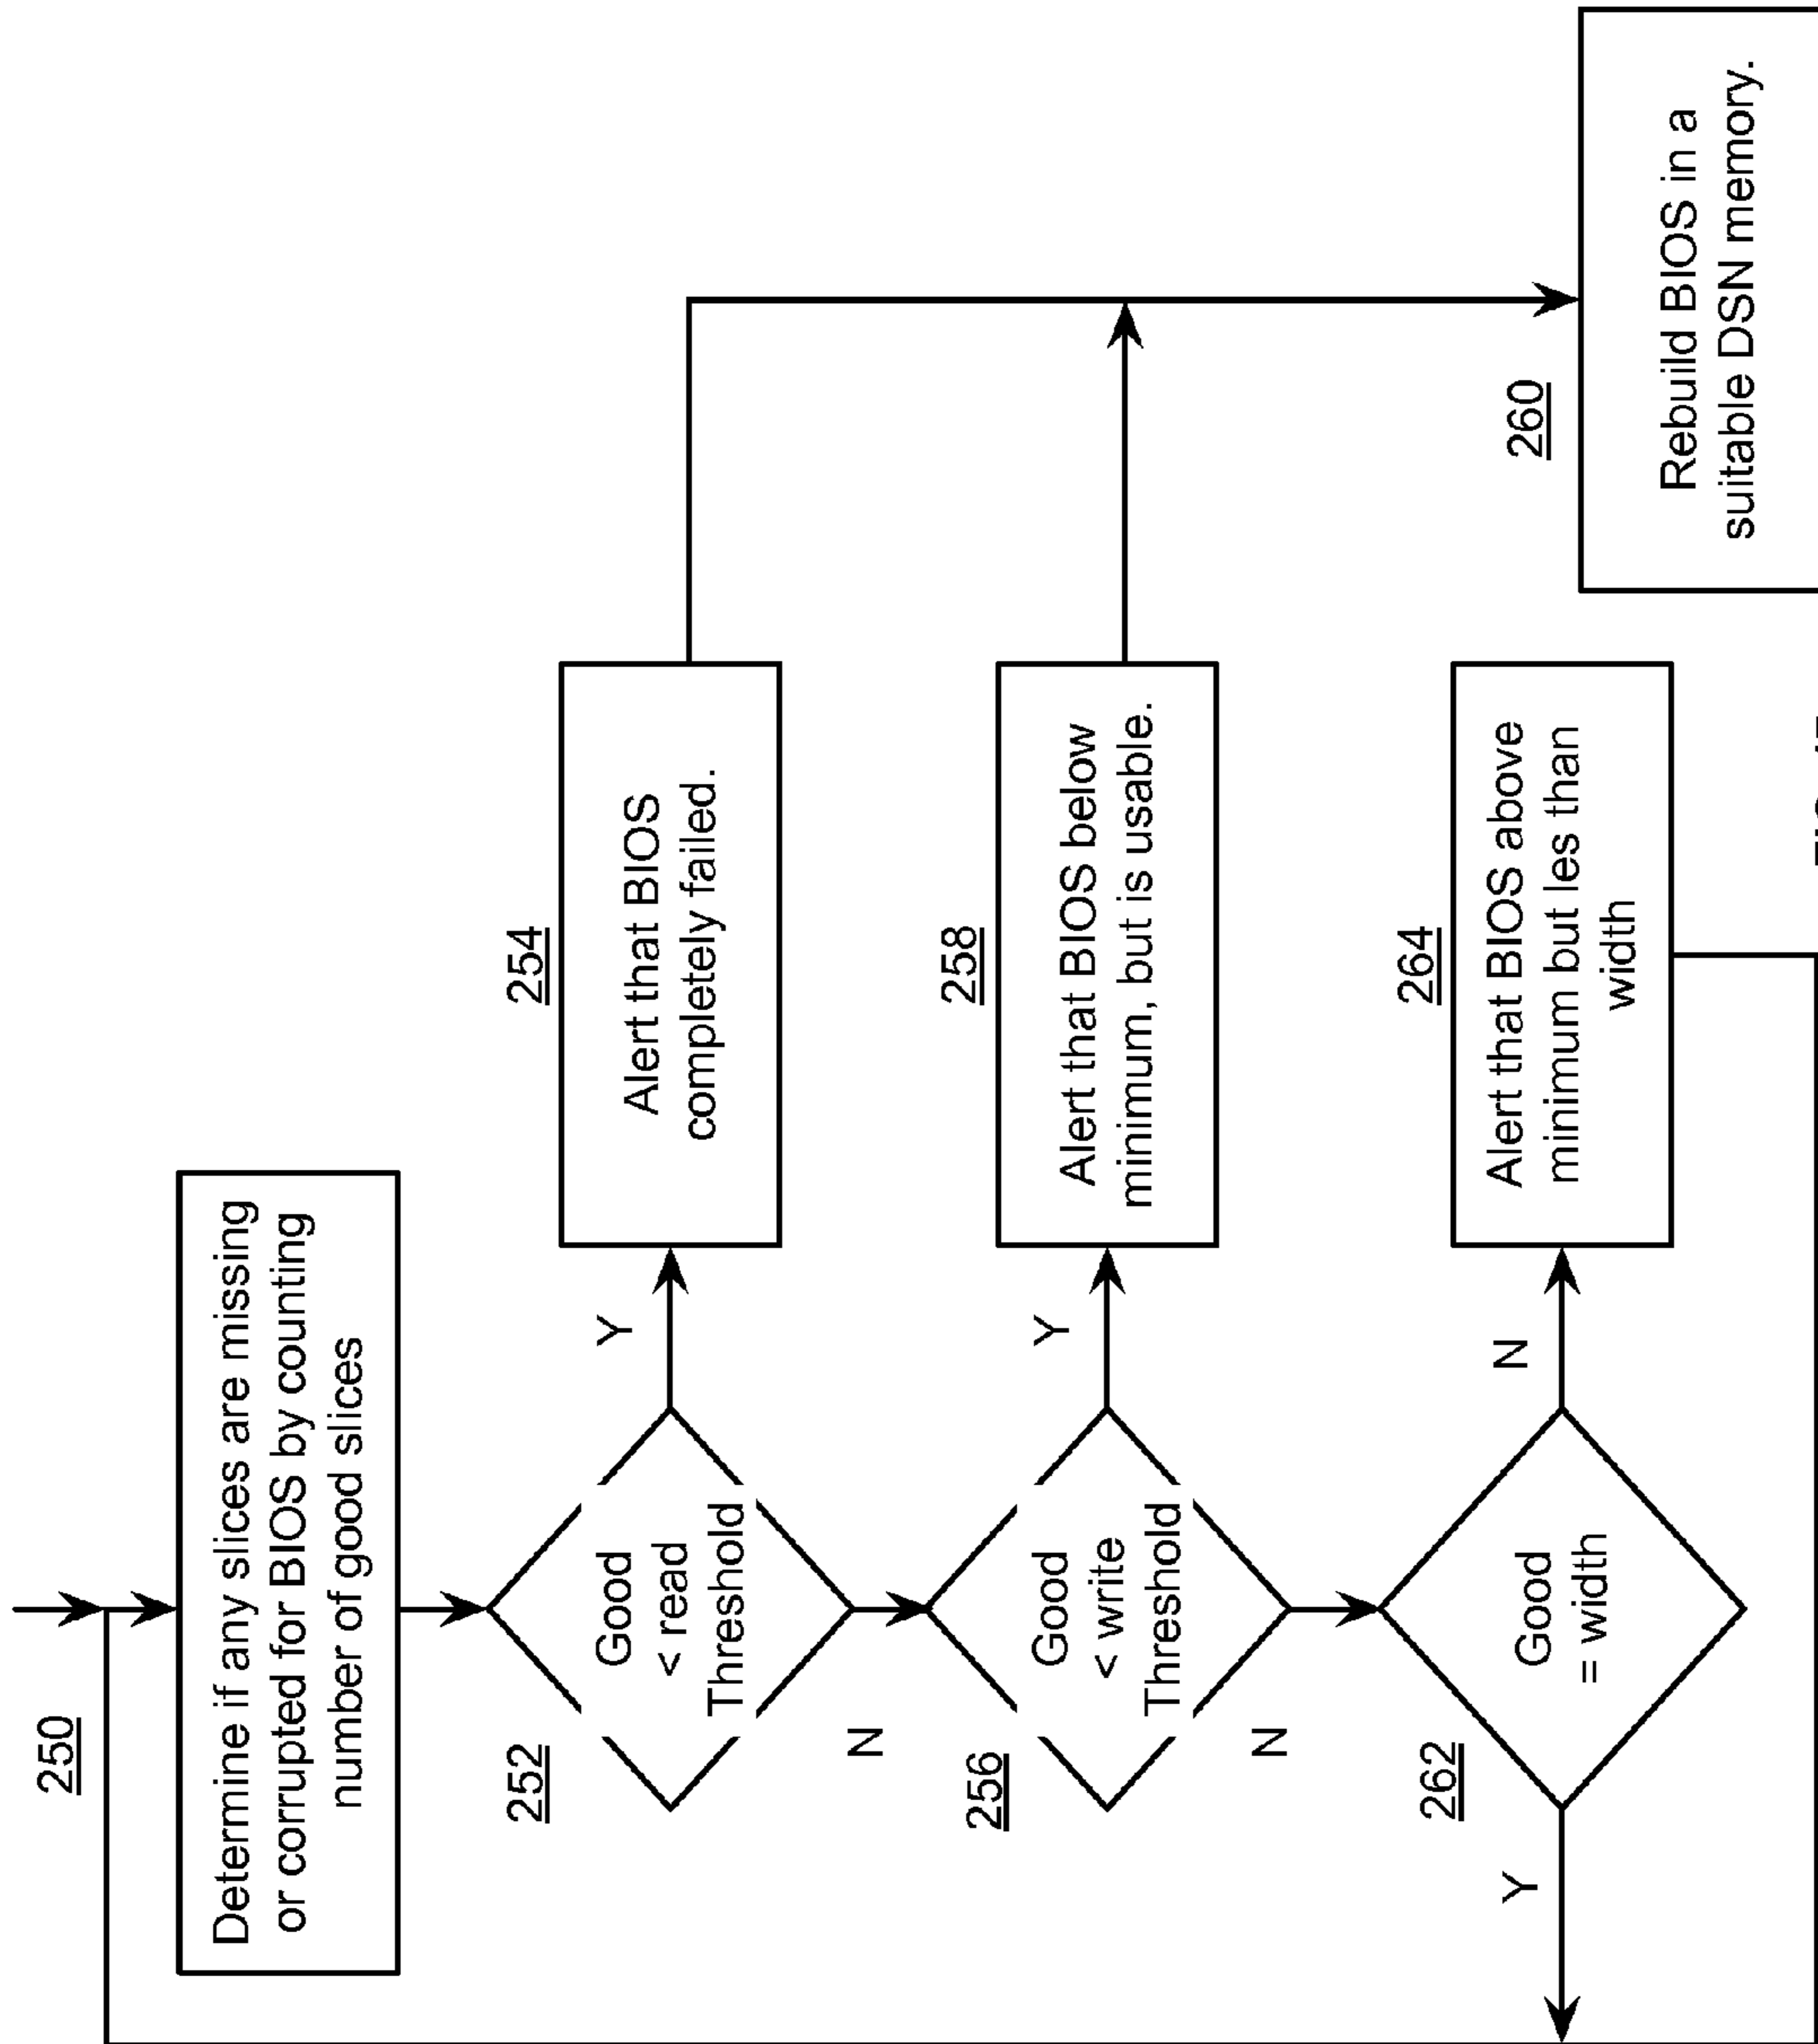 250
Determine if any slices are missing
or corrupted for BIOS by counting
number of good slices
252
Good
< read
Threshold
Y
N
254
Alert that BIOS
completely failed.
256
Good
< write
Threshold
Y
N
258
Alert that BIOS below
minimum, but is usable.
260
Rebuild BIOS in a
suitable DSN memory.
262
Good
= width
Y
N
264
Alert that BIOS above
minimum but les than
width